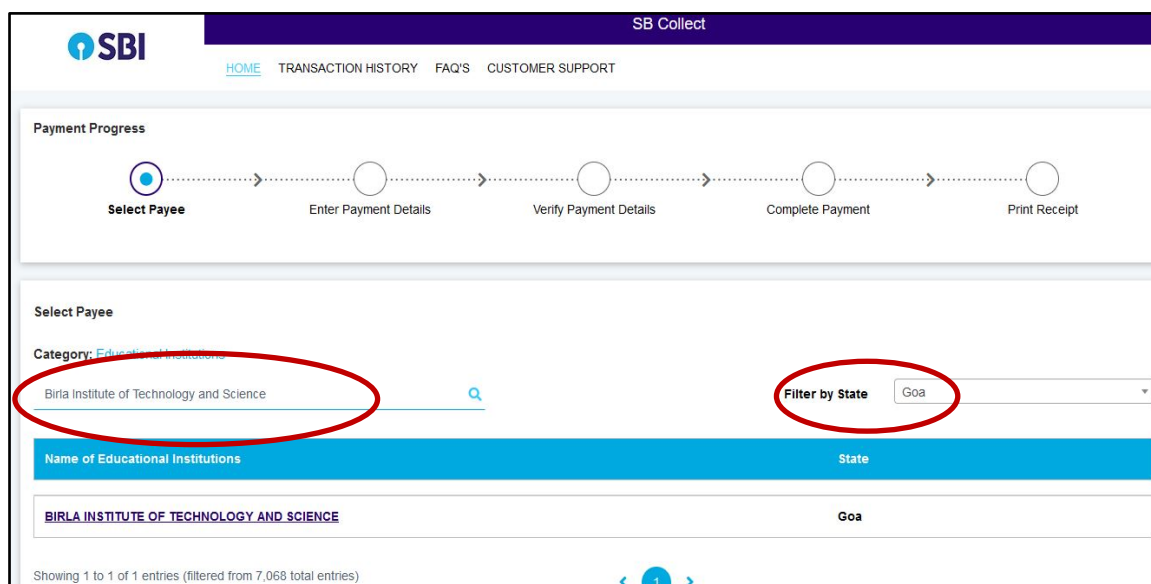 SB Collect
SBI
HOME TRANSACTION HISTORY FAQ'S CUSTOMER SUPPORT
Payment Progress
Select Payee Enter Payment Details Verify Payment Details Complete Payment Print Receipt
Select Payee
Category: Educational Institutions
Birla Institute of Technology and Science Filter by State Goa
Name of Educational Institutions State
BIRLA INSTITUTE OF TECHNOLOGY AND SCIENCE Goa
Showing 1 to 1 of 1 entries (filtered from 7,068 total entries) 1